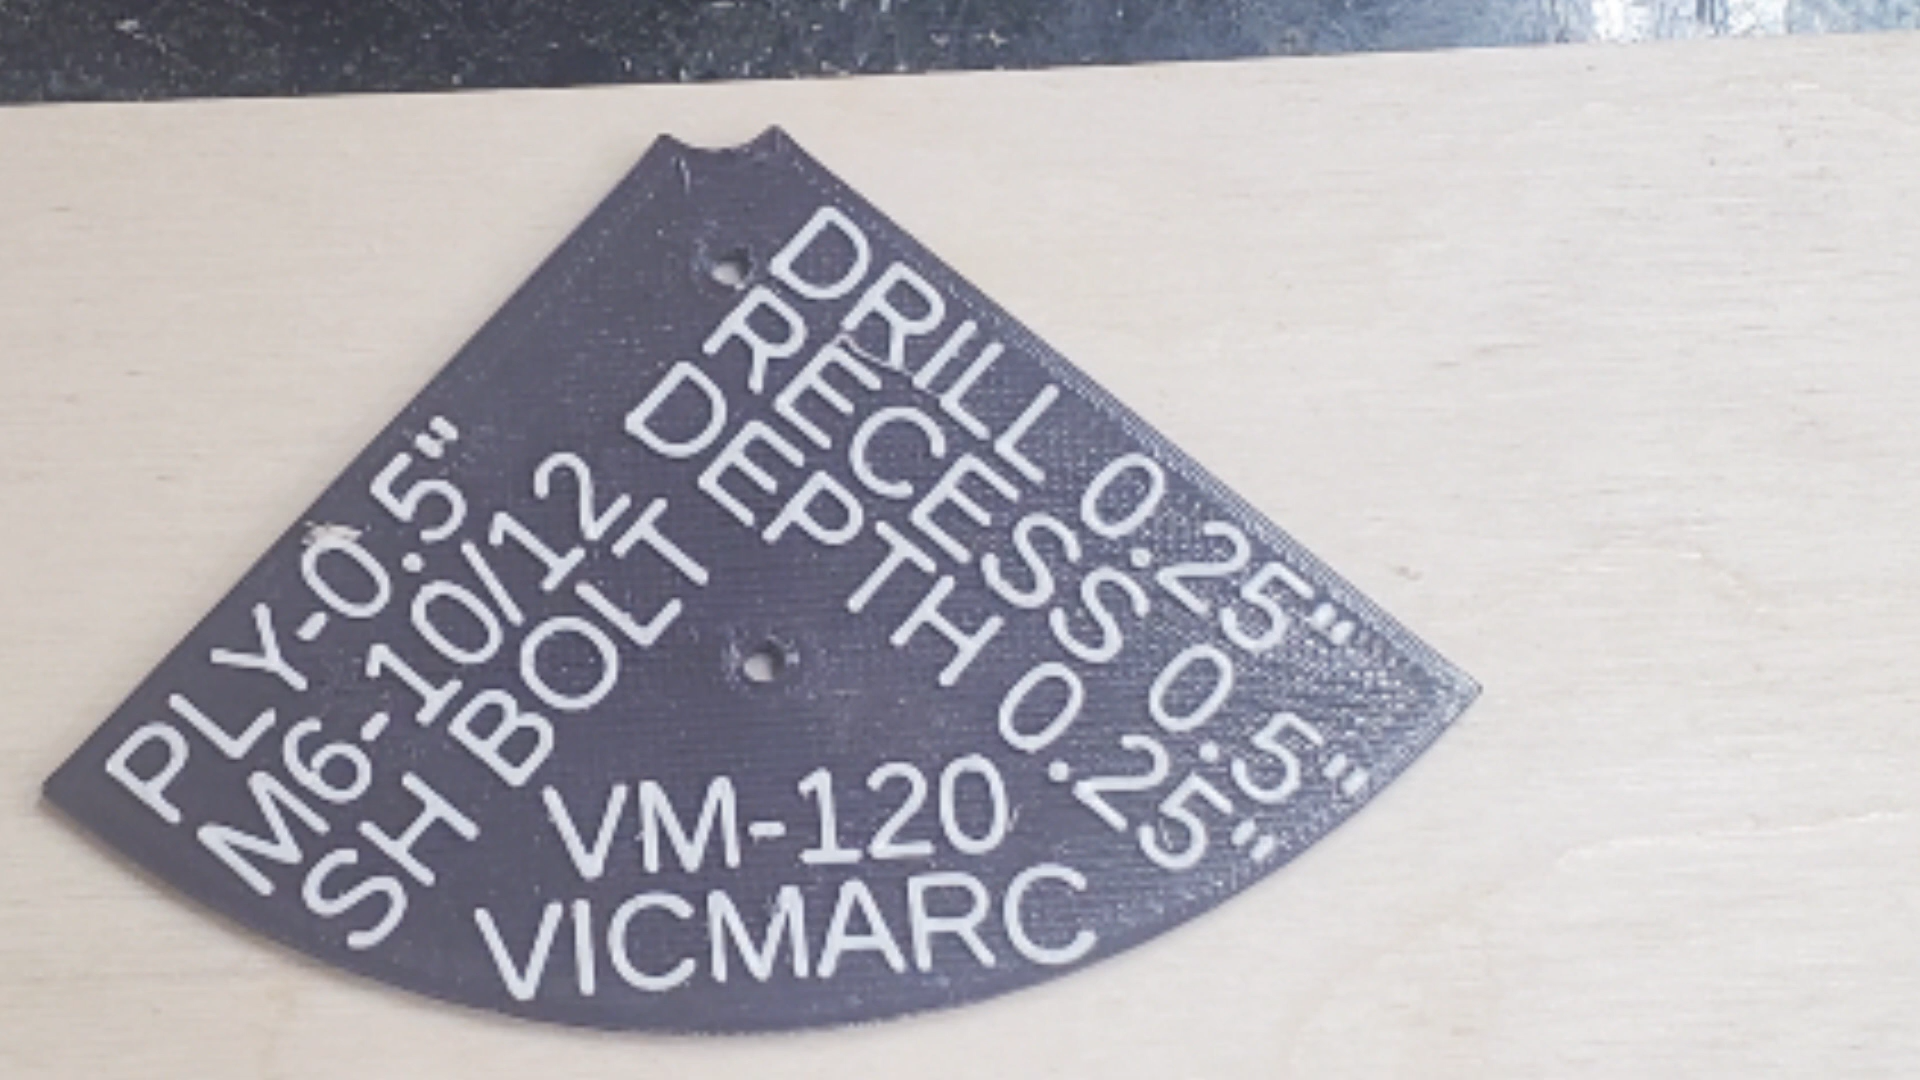 PLY-0.5"
M6-10/12
SH BOLT
DRILL 0.25"
RECESS 0.5"
DEPTH 0.25"
VM-120
VICMARC